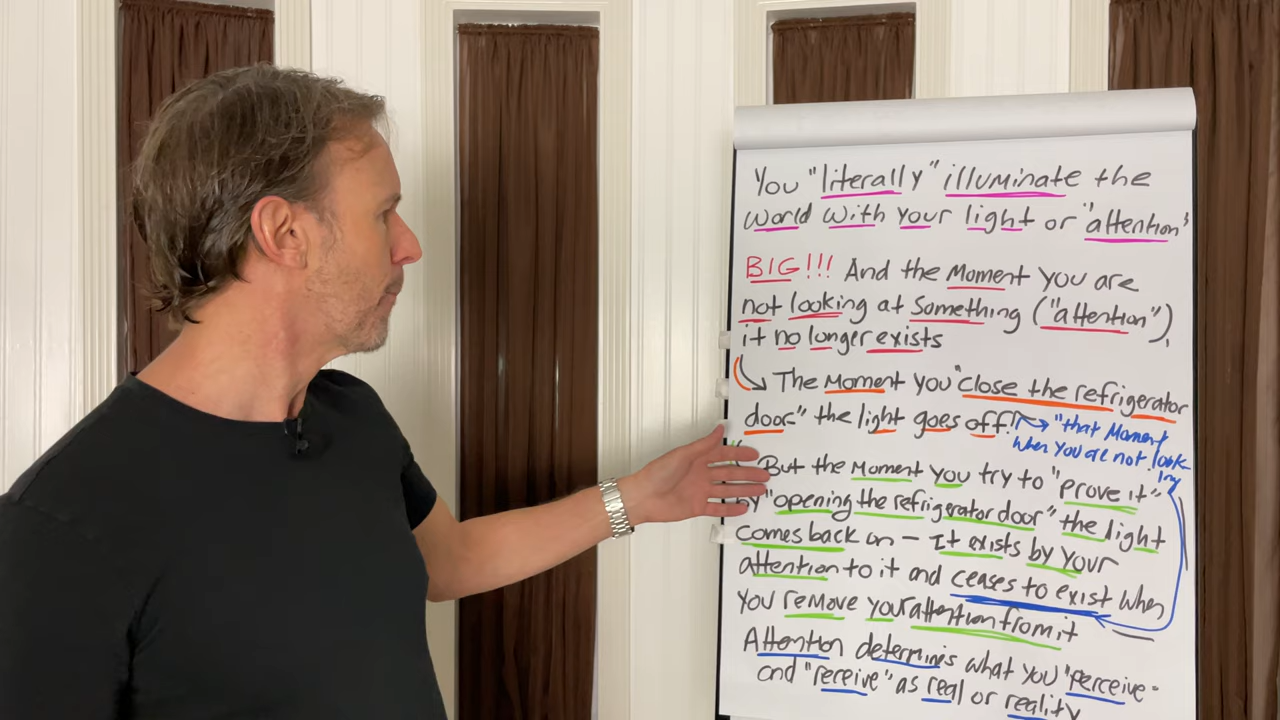 You "literally" illuminate the
world with your light or "attention"
BIG!!! And the moment you are
not looking at something ("attention"),
it no longer exists
The moment you "close the refrigerator
door" the light goes off! "that moment
when you are not looking
But the moment you try to "prove it"
by "opening the refrigerator door" the light
comes back on - It exists by your
attention to it and ceases to exist when
you remove your attention from it
Attention determines what you "perceive"
and "receive" as real or reality